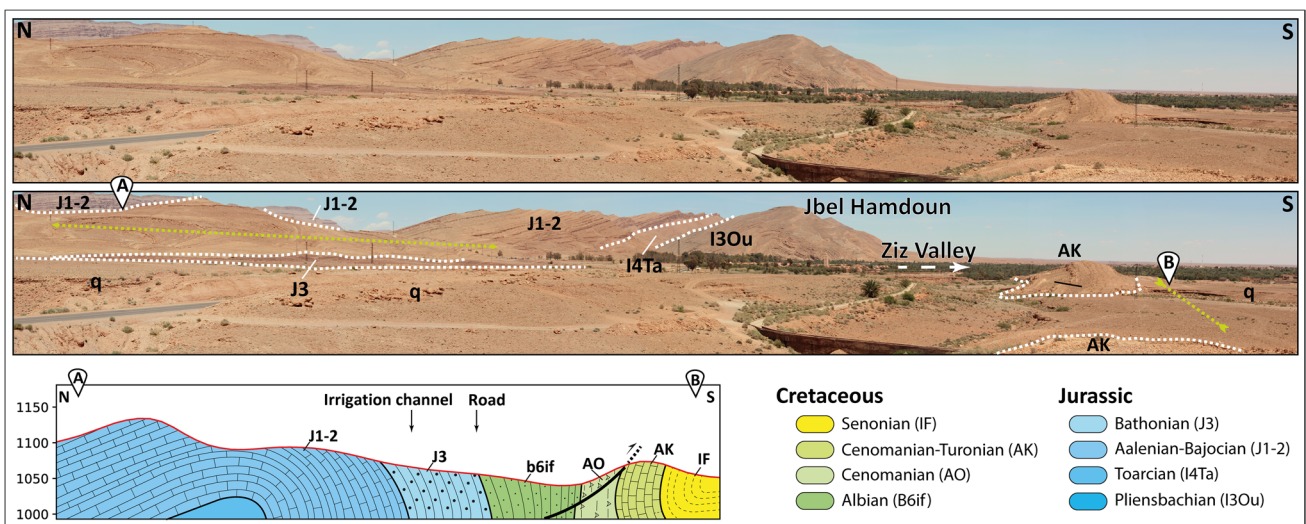 N S
N S
J1-2 A J1-2 J1-2 Jbel Hamdoun
I3Ou
I4Ta
Ziz Valley AK B
q J3 q q
AK
A B
N S
Irrigation channel Road
1150
1100
1050
1000
J1-2 J3 b6if AO AK IF
Cretaceous
Senonian (IF)
Cenomanian-Turonian (AK)
Cenomanian (AO)
Albian (B6if)
Jurassic
Bathonian (J3)
Aalenian-Bajocian (J1-2)
Toarcian (I4Ta)
Pliensbachian (I3Ou)